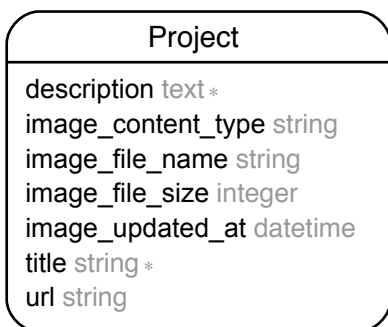 Project
description text *
image_content_type string
image_file_name string
image_file_size integer
image_updated_at datetime
title string *
url string